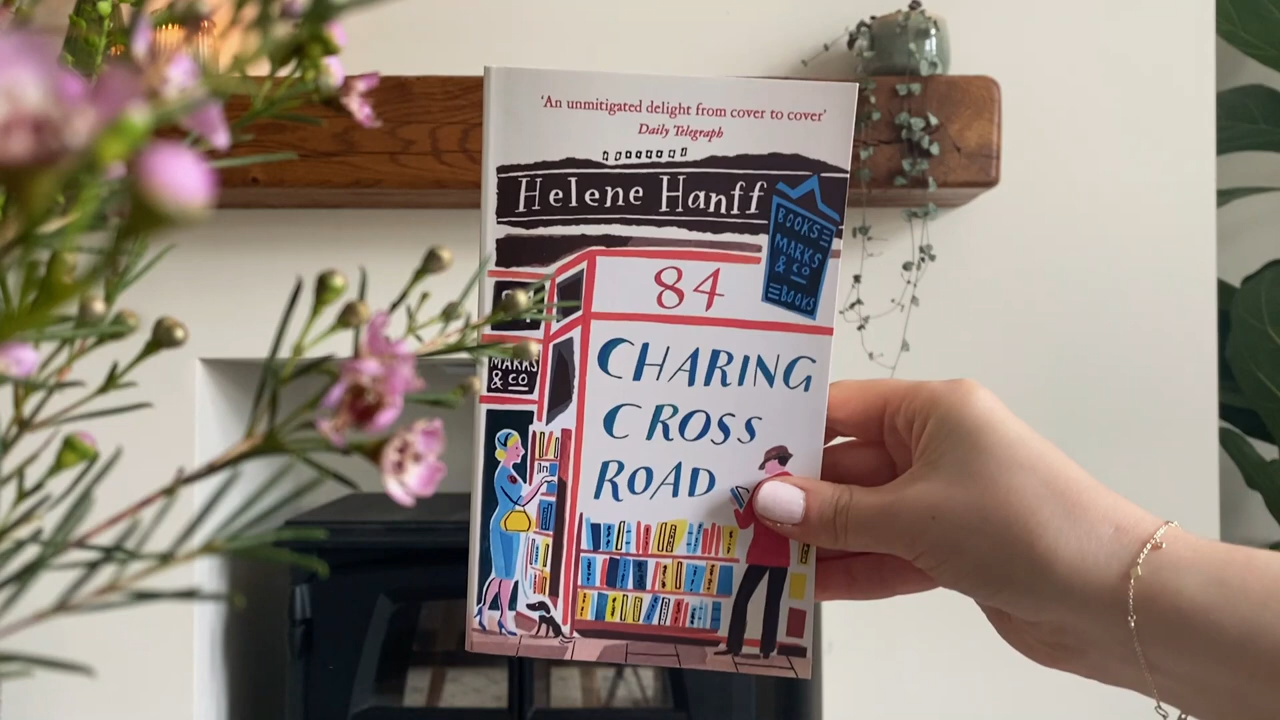 ‘An unmitigated delight from cover to cover’
Daily Telegraph
Helene Hanff
BOOKS
MARKS
& CO
BOOKS
84
MARKS
& CO
CHARING
CROSS
ROAD